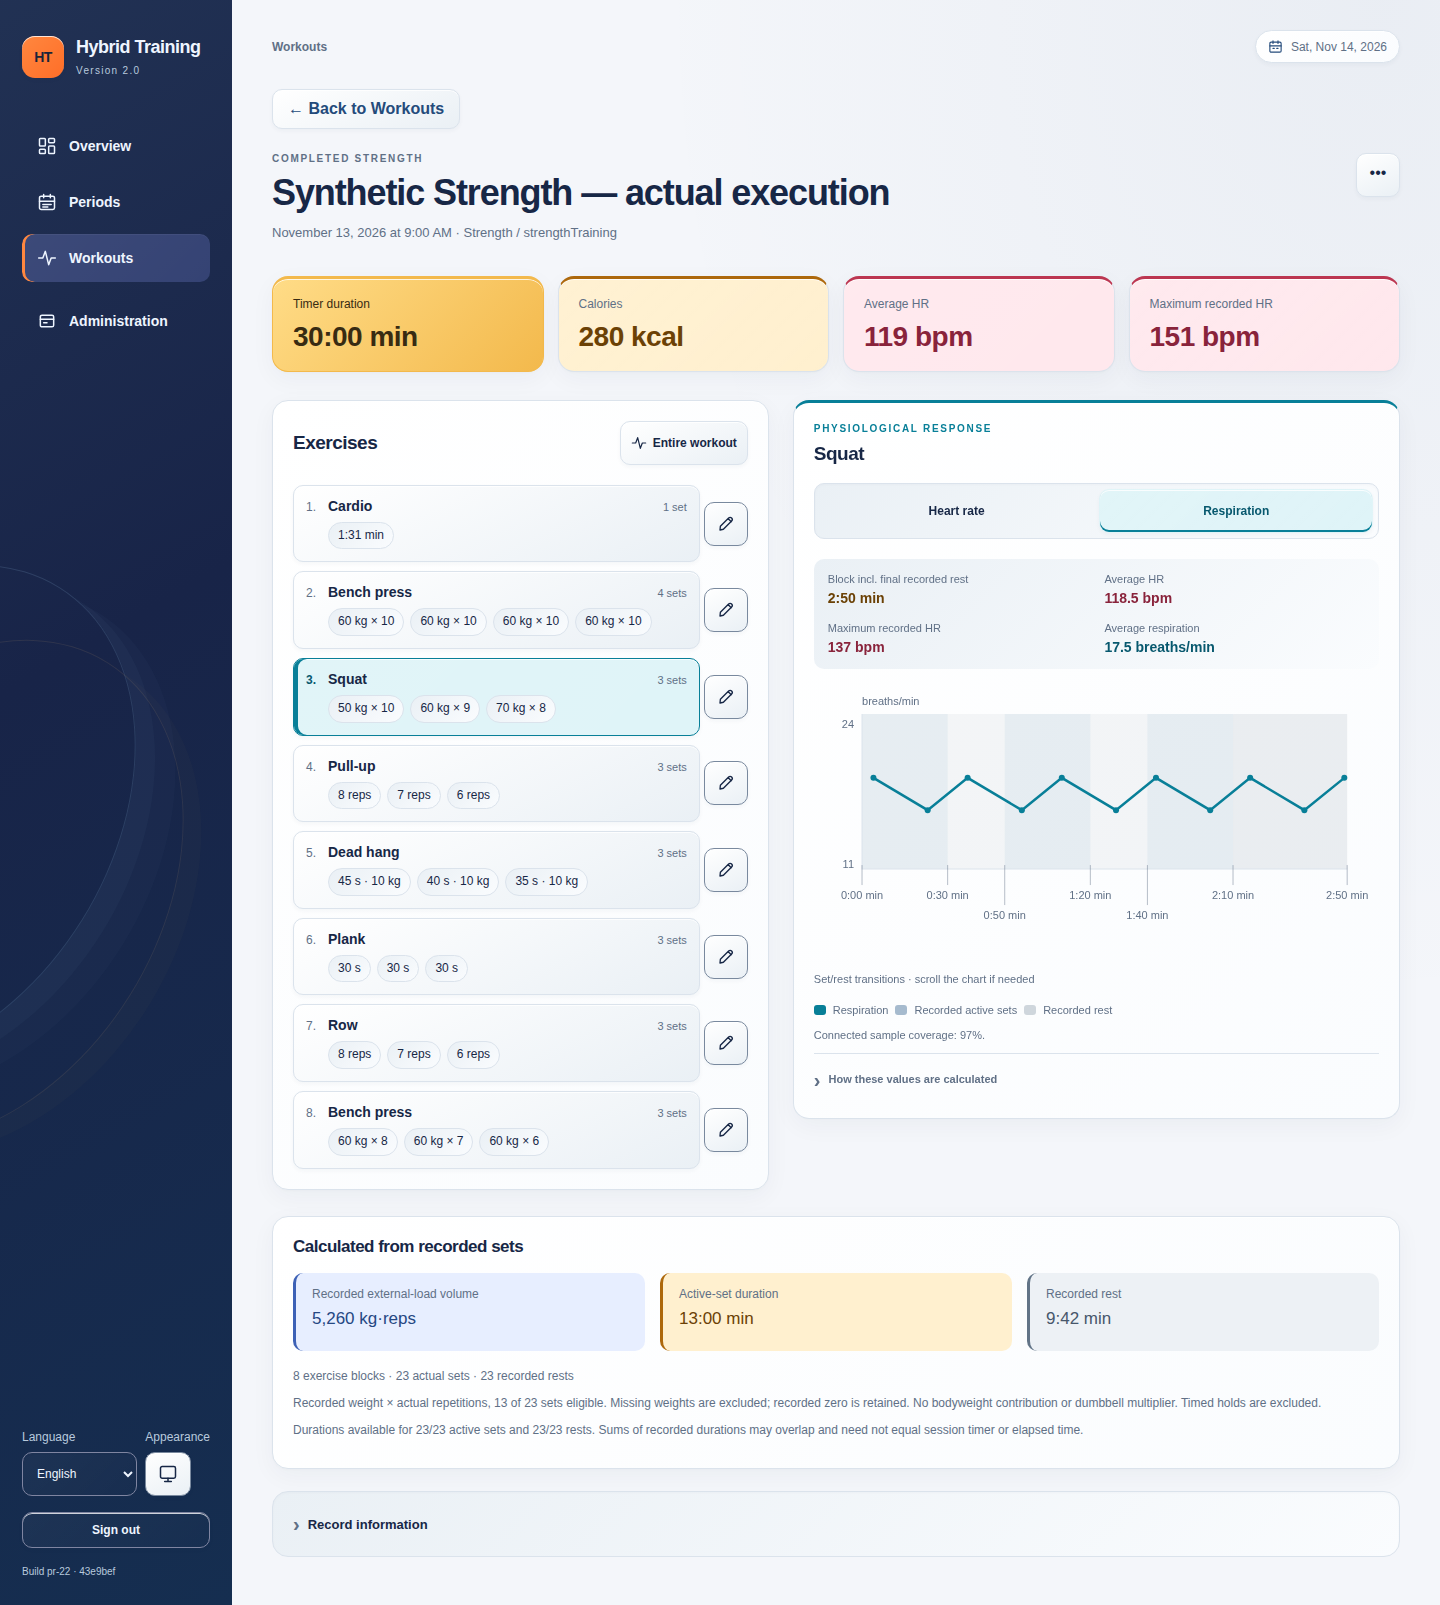 HT
Hybrid Training
Version 2.0
Overview
Periods
Workouts
Administration
Language
Appearance
English
Sign out
Build pr-22 · 43e9bef
Workouts
Sat, Nov 14, 2026
← Back to Workouts
COMPLETED STRENGTH
Synthetic Strength — actual execution
•••
November 13, 2026 at 9:00 AM · Strength / strengthTraining
Timer duration
30:00 min
Calories
280 kcal
Average HR
119 bpm
Maximum recorded HR
151 bpm
Exercises
Entire workout
1. Cardio 1 set
1:31 min
2. Bench press 4 sets
60 kg × 10 60 kg × 10 60 kg × 10 60 kg × 10
3. Squat 3 sets
50 kg × 10 60 kg × 9 70 kg × 8
4. Pull-up 3 sets
8 reps 7 reps 6 reps
5. Dead hang 3 sets
45 s · 10 kg 40 s · 10 kg 35 s · 10 kg
6. Plank 3 sets
30 s 30 s 30 s
7. Row 3 sets
8 reps 7 reps 6 reps
8. Bench press 3 sets
60 kg × 8 60 kg × 7 60 kg × 6
PHYSIOLOGICAL RESPONSE
Squat
Heart rate Respiration
Block incl. final recorded rest
2:50 min
Average HR
118.5 bpm
Maximum recorded HR
137 bpm
Average respiration
17.5 breaths/min
breaths/min
24
11
0:00 min 0:30 min 1:20 min 2:10 min 2:50 min
0:50 min 1:40 min
Set/rest transitions · scroll the chart if needed
Respiration Recorded active sets Recorded rest
Connected sample coverage: 97%.
› How these values are calculated
Calculated from recorded sets
Recorded external-load volume
5,260 kg·reps
Active-set duration
13:00 min
Recorded rest
9:42 min
8 exercise blocks · 23 actual sets · 23 recorded rests
Recorded weight × actual repetitions, 13 of 23 sets eligible. Missing weights are excluded; recorded zero is retained. No bodyweight contribution or dumbbell multiplier. Timed holds are excluded.
Durations available for 23/23 active sets and 23/23 rests. Sums of recorded durations may overlap and need not equal session timer or elapsed time.
› Record information